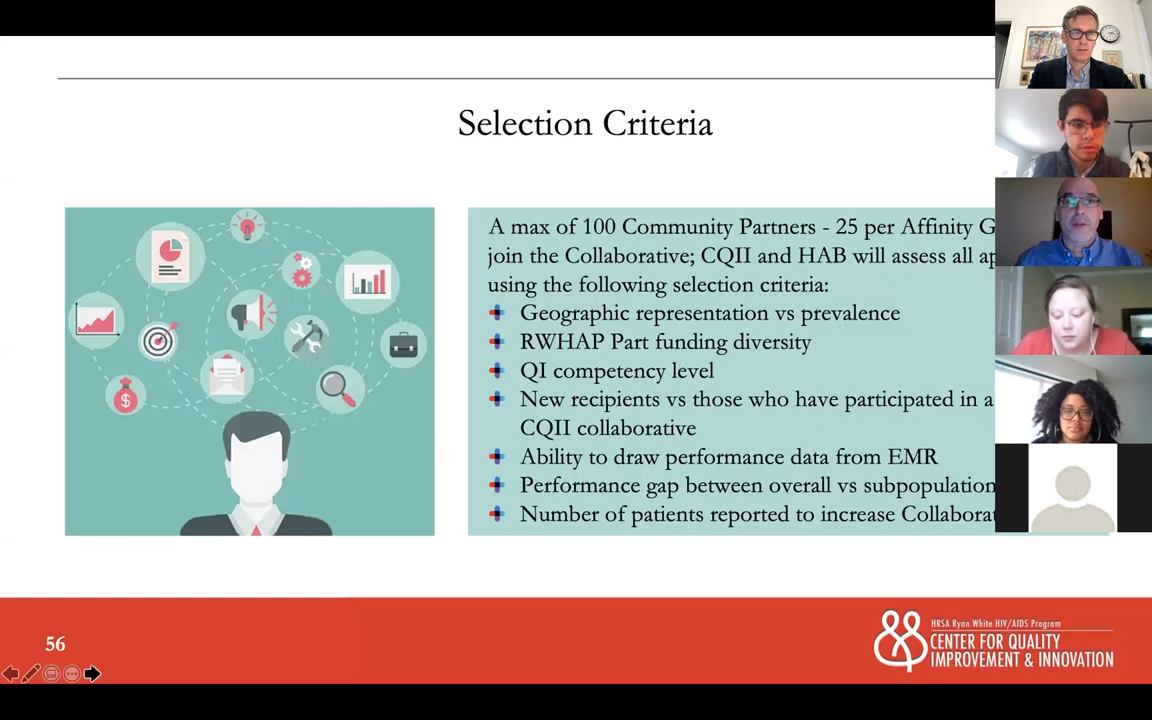 Selection Criteria
A max of 100 Community Partners - 25 per Affinity G
join the Collaborative; CQII and HAB will assess all ap
using the following selection criteria:
Geographic representation vs prevalence
RWHAP Part funding diversity
QI competency level
New recipients vs those who have participated in a
CQII collaborative
Ability to draw performance data from EMR
Performance gap between overall vs subpopulation
Number of patients reported to increase Collaborat
$
56
HRSA Ryan White HIV/AIDS Program
CENTER FOR QUALITY
IMPROVEMENT & INNOVATION